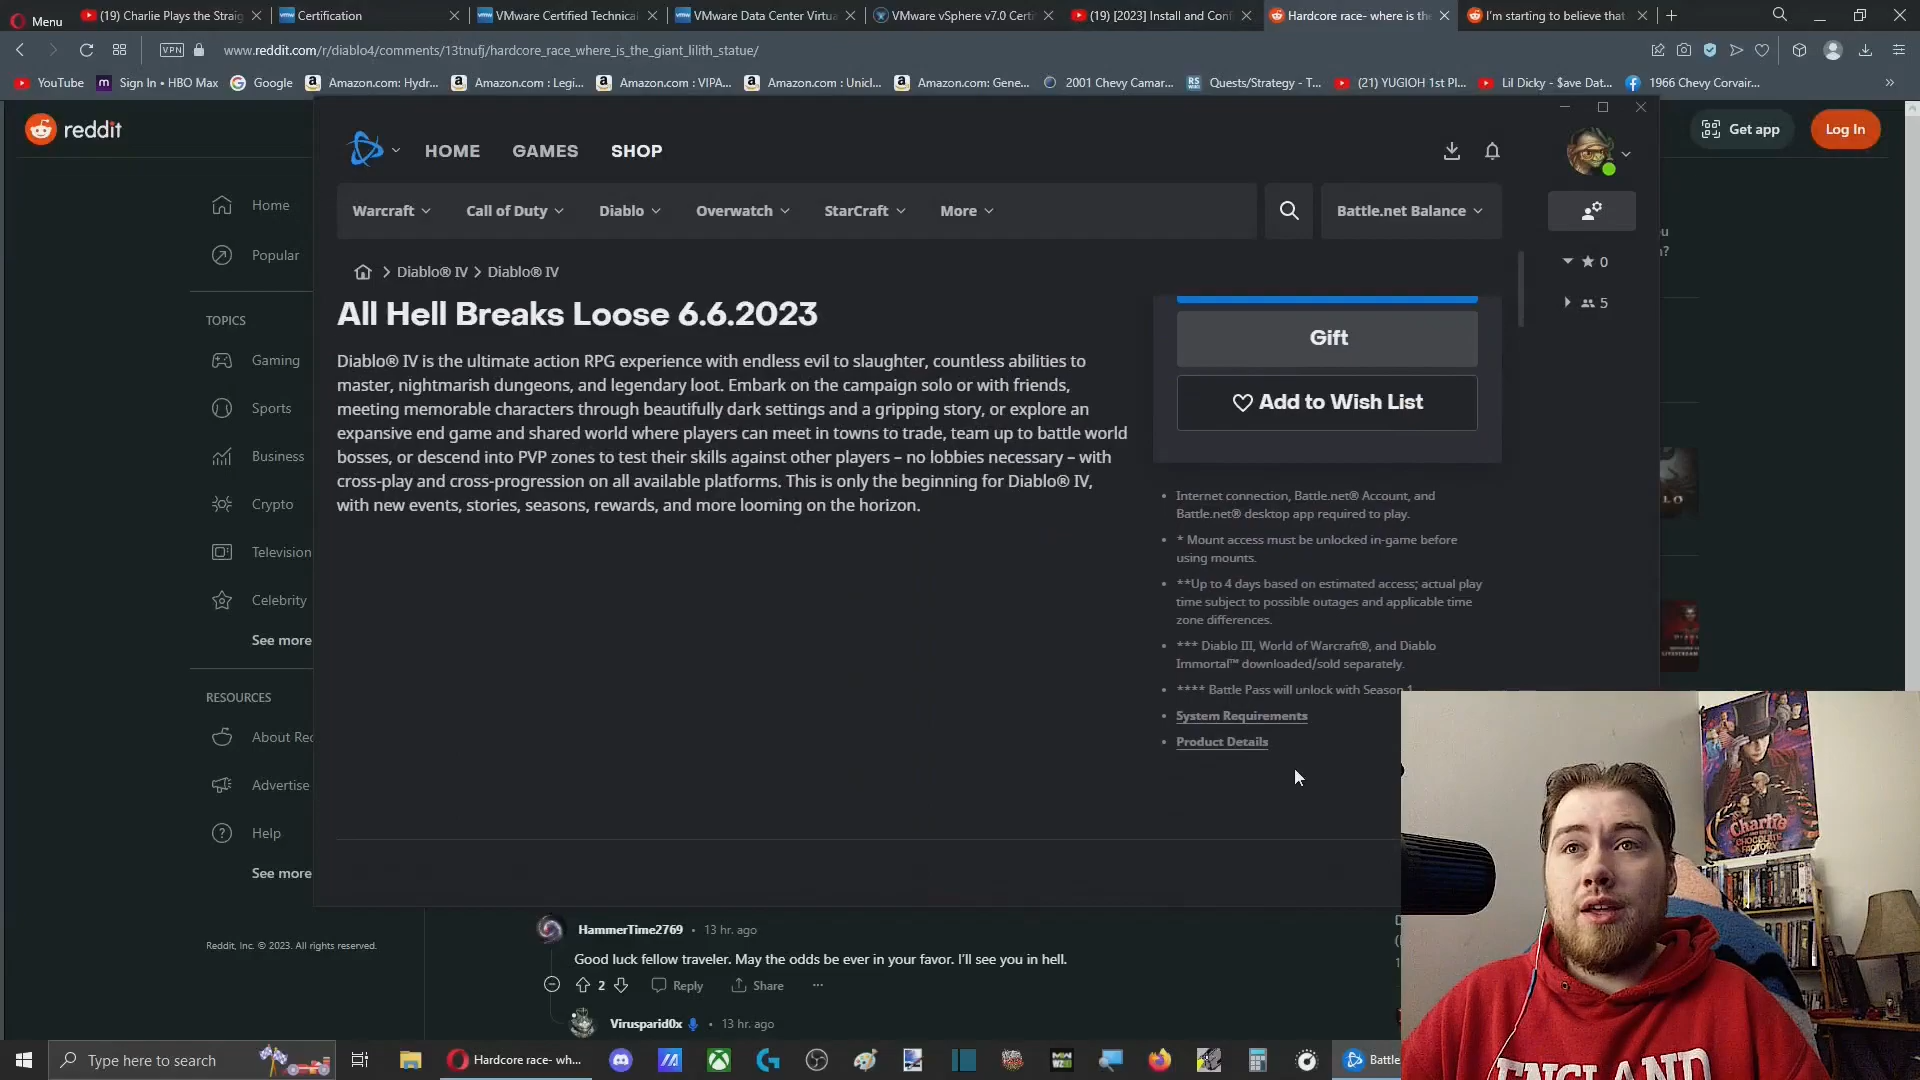 Menu
(19) Charlie Plays the Straig
Certification
VMware Certified Technica
VMware Data Center Virtua
VMware vSphere v7.0 Certi
(19) [2023] Install and Conf
Hardcore race- where is the
I'm starting to believe that
VPN
www.reddit.com/r/diablo4/comments/13tnufj/hardcore_race_where_is_the_giant_lilith_statue/
YouTube
Sign In • HBO Max
Google
Amazon.com: Hydr...
Amazon.com : Legi...
Amazon.com : VIPA...
Amazon.com : Unicl...
Amazon.com: Gene...
2001 Chevy Camar...
Quests/Strategy - T...
(21) YUGIOH 1st Pl...
Lil Dicky - $ave Dat...
1966 Chevy Corvair...
reddit
Get app
Log In
HOME
GAMES
SHOP
Warcraft
Call of Duty
Diablo
Overwatch
StarCraft
More
Battle.net Balance
Home
Popular
TOPICS
Gaming
Sports
Business
Crypto
Television
Celebrity
See more
RESOURCES
About Red
Advertise
Help
See more
Reddit, Inc. © 2023. All rights reserved.
Diablo® IV
Diablo® IV
0
5
All Hell Breaks Loose 6.6.2023
Diablo® IV is the ultimate action RPG experience with endless evil to slaughter, countless abilities to
master, nightmarish dungeons, and legendary loot. Embark on the campaign solo or with friends,
meeting memorable characters through beautifully dark settings and a gripping story, or explore an
expansive end game and shared world where players can meet in towns to trade, team up to battle world
bosses, or descend into PVP zones to test their skills against other players – no lobbies necessary – with
cross-play and cross-progression on all available platforms. This is only the beginning for Diablo® IV,
with new events, stories, seasons, rewards, and more looming on the horizon.
Gift
Add to Wish List
Internet connection, Battle.net® Account, and
Battle.net® desktop app required to play.
* Mount access must be unlocked in-game before
using mounts.
**Up to 4 days based on estimated access; actual play
time subject to possible outages and applicable time
zone differences.
*** Diablo III, World of Warcraft®, and Diablo
Immortal™ downloaded/sold separately.
**** Battle Pass will unlock with Season 1
System Requirements
Product Details
HammerTime2769 • 13 hr. ago
Good luck fellow traveler. May the odds be ever in your favor. I'll see you in hell.
2
Reply
Share
Virusparid0x • 13 hr. ago
Charlie
CHOCOLATE
FACTORY
ENGLAND
Type here to search
Hardcore race- wh...
Battle